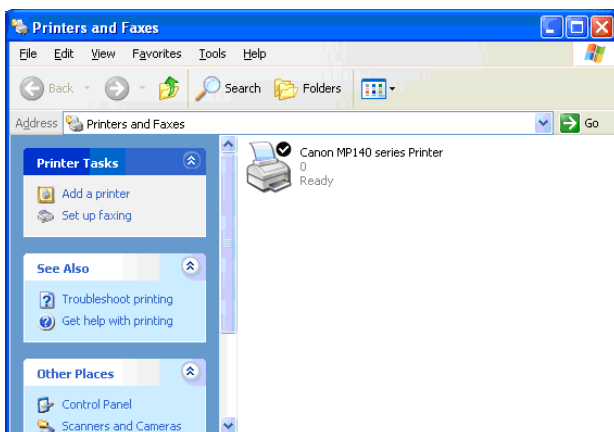 Printers and Faxes
File Edit View Favorites Tools Help
Back Search Folders
Address Printers and Faxes Go
Printer Tasks
Add a printer
Set up faxing
See Also
Troubleshoot printing
Get help with printing
Other Places
Control Panel
Scanners and Cameras
Canon MP140 series Printer
0
Ready